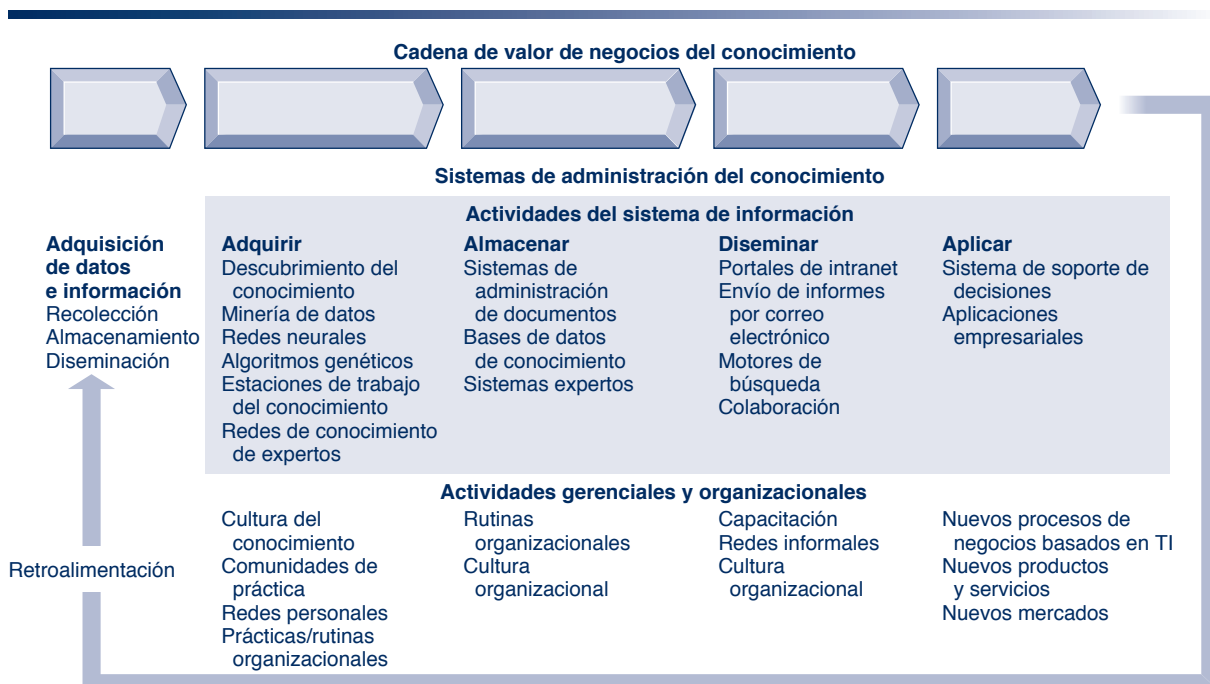 Cadena de valor de negocios del conocimiento
Sistemas de administración del conocimiento
Actividades del sistema de información
Adquisición
de datos
e información
Recolección
Almacenamiento
Diseminación
Adquirir
Descubrimiento del
conocimiento
Minería de datos
Redes neurales
Algoritmos genéticos
Estaciones de trabajo
del conocimiento
Redes de conocimiento
de expertos
Almacenar
Sistemas de
administración
de documentos
Bases de datos
de conocimiento
Sistemas expertos
Diseminar
Portales de intranet
Envío de informes
por correo
electrónico
Motores de
búsqueda
Colaboración
Aplicar
Sistema de soporte de
decisiones
Aplicaciones
empresariales
Actividades gerenciales y organizacionales
Cultura del
conocimiento
Comunidades de
práctica
Redes personales
Prácticas/rutinas
organizacionales
Rutinas
organizacionales
Cultura
organizacional
Capacitación
Redes informales
Cultura
organizacional
Nuevos procesos de
negocios basados en TI
Nuevos productos
y servicios
Nuevos mercados
Retroalimentación